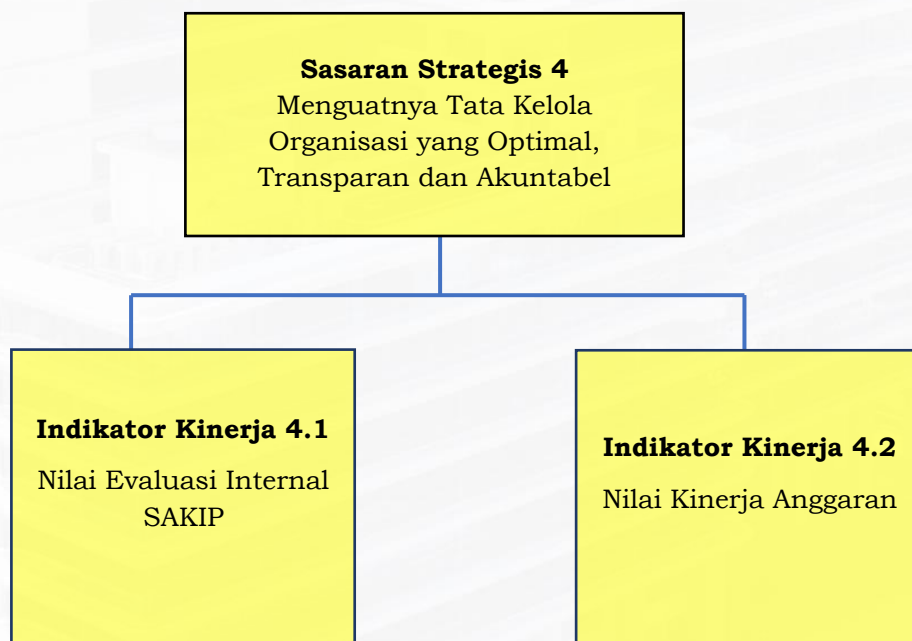 Sasaran Strategis 4
Menguatnya Tata Kelola
Organisasi yang Optimal,
Transparan dan Akuntabel
Indikator Kinerja 4.1
Nilai Evaluasi Internal
SAKIP
Indikator Kinerja 4.2
Nilai Kinerja Anggaran